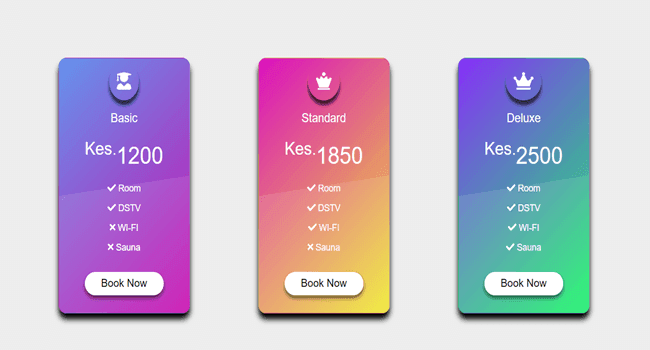 Basic
Kes.1200
Room
DSTV
WI-FI
Sauna
Book Now
Standard
Kes.1850
Room
DSTV
WI-FI
Sauna
Book Now
Deluxe
Kes.2500
Room
DSTV
WI-FI
Sauna
Book Now